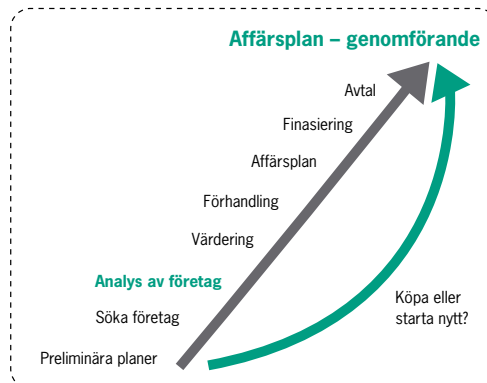 Affärsplan – genomförande
Avtal
Finasiering
Affärsplan
Förhandling
Värdering
Analys av företag
Söka företag
Preliminära planer
Köpa eller
starta nytt?